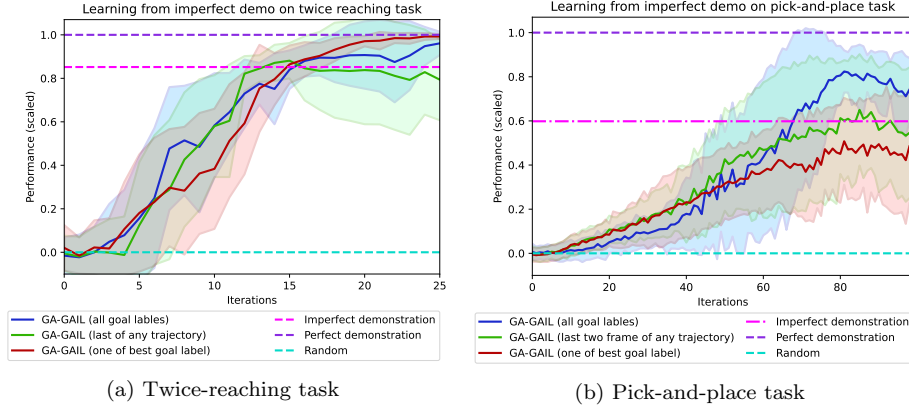 Learning from imperfect demo on twice reaching task
1.0
0.8
0.6
0.4
0.2
0.0
Performance (scaled)
0 5 10 15 20 25
Iterations
GA-GAIL (all goal lables)
GA-GAIL (last of any trajectory)
GA-GAIL (one of best goal label)
Imperfect demonstration
Perfect demonstration
Random
(a) Twice-reaching task
Learning from imperfect demo on pick-and-place task
1.0
0.8
0.6
0.4
0.2
0.0
Performance (scaled)
0 20 40 60 80
Iterations
GA-GAIL (all goal lables)
GA-GAIL (last two frame of any trajectory)
GA-GAIL (one of best goal label)
Imperfect demonstration
Perfect demonstration
Random
(b) Pick-and-place task